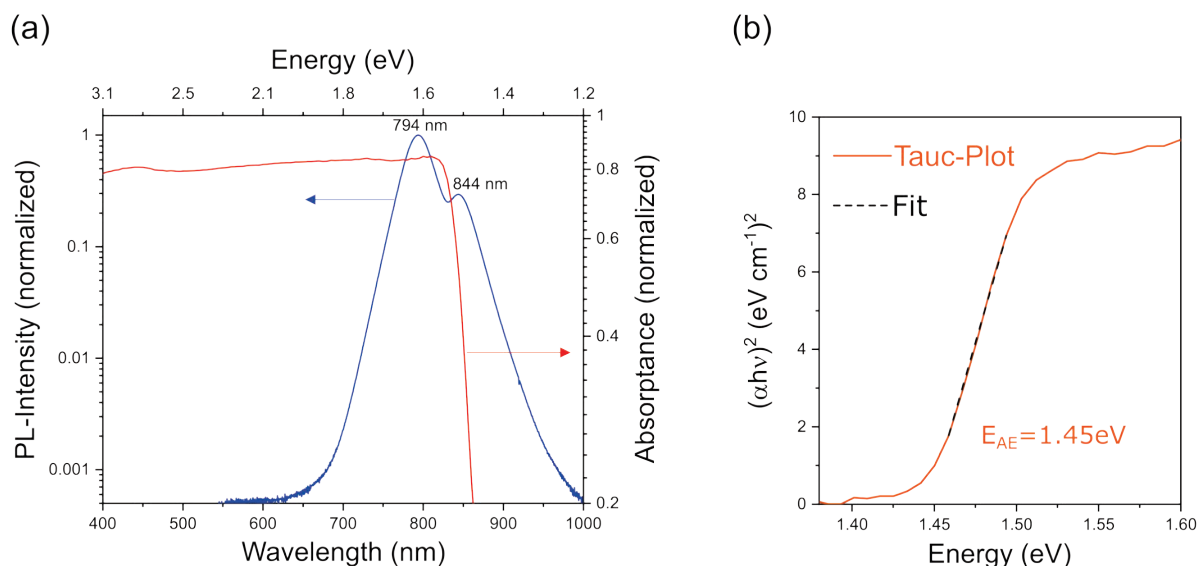 (a)
Energy (eV)
3.1 2.5 2.1 1.8 1.6 1.4 1.2
794 nm
844 nm
1
0.1
0.01
0.001
PL-Intensity (normalized)
1
0.8
0.6
0.4
0.2
Absorptance (normalized)
400 500 600 700 800 900 1000
Wavelength (nm)
(b)
10
8
6
4
2
0
(αhν)² (eV cm⁻¹)²
Tauc-Plot
Fit
E_AE=1.45eV
1.40 1.45 1.50 1.55 1.60
Energy (eV)